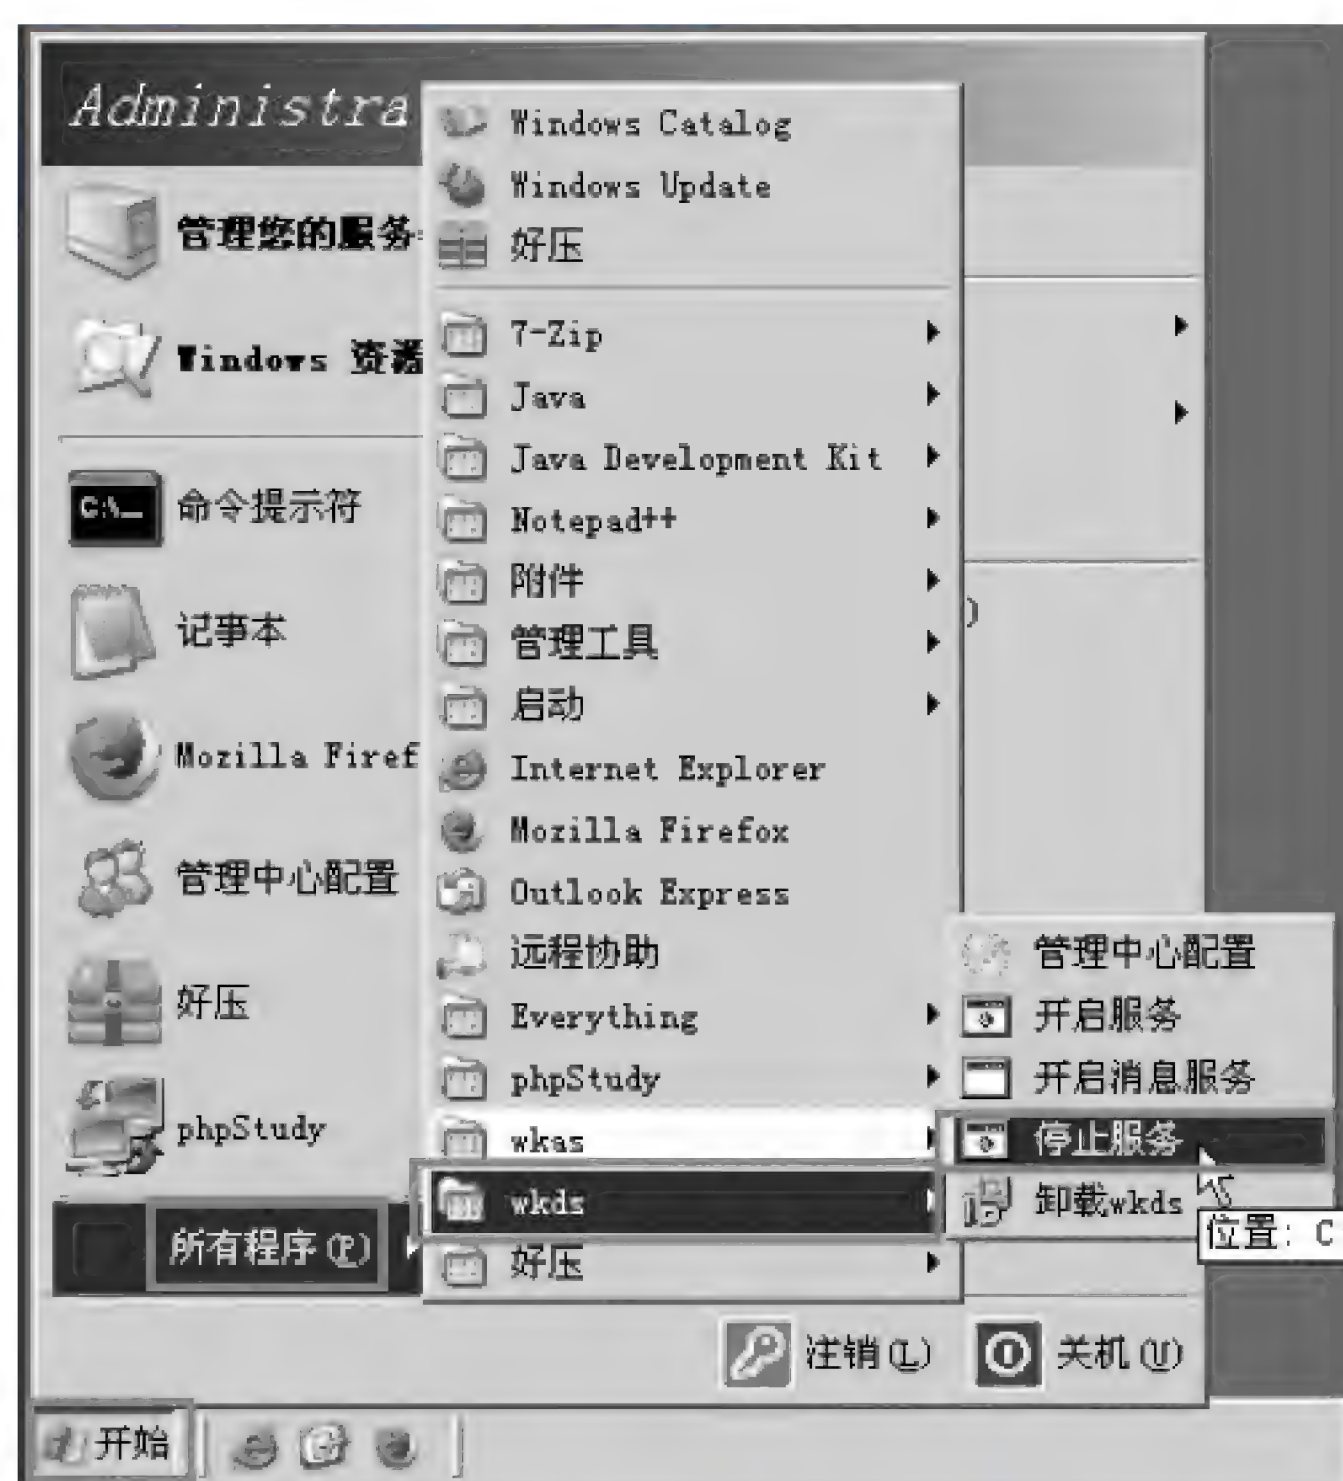 Administra
管理您的服务
Windows 资源
命令提示符
记事本
Mozilla Firef
管理中心配置
好压
phpStudy
所有程序(P)
Windows Catalog
Windows Update
好压
7-Zip
Java
Java Development Kit
Notepad++
附件
管理工具
启动
Internet Explorer
Mozilla Firefox
Outlook Express
远程协助
Everything
phpStudy
wkas
wkds
好压
)
管理中心配置
开启服务
开启消息服务
停止服务
卸载wkds
位置: C
注销(L)
关机(U)
开始
C:\_